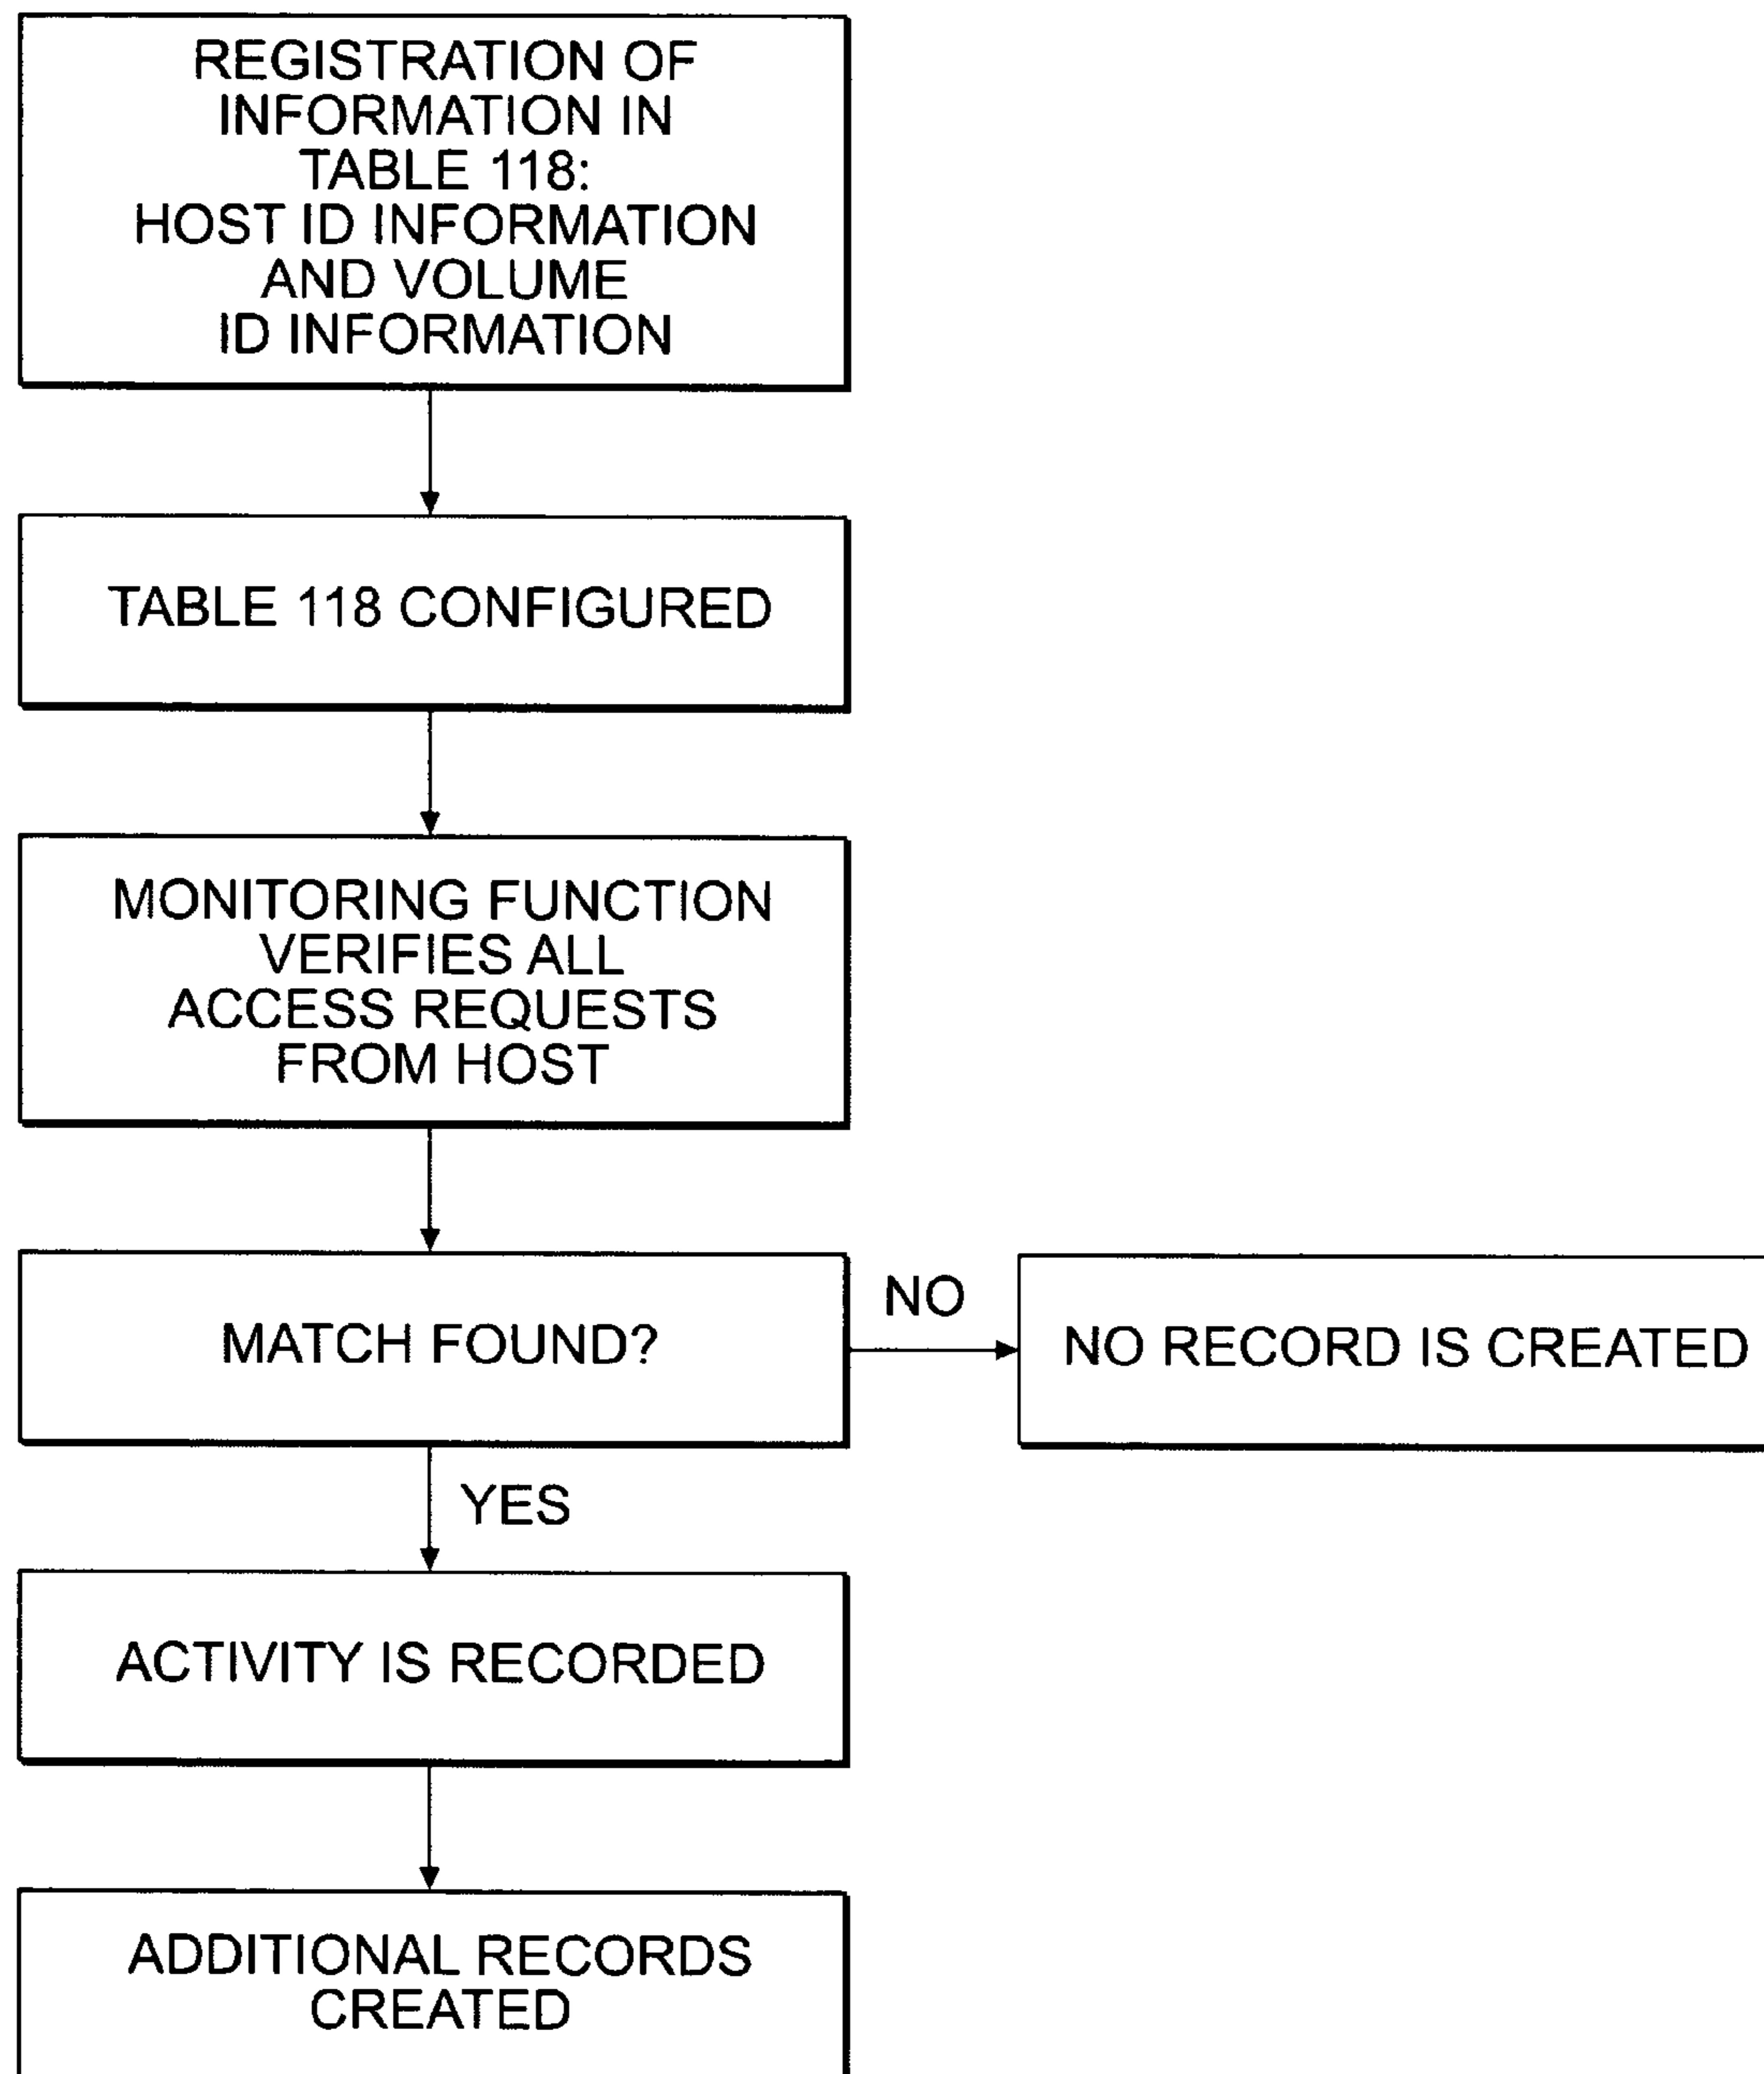 REGISTRATION OF
INFORMATION IN
TABLE 118:
HOST ID INFORMATION
AND VOLUME
ID INFORMATION
TABLE 118 CONFIGURED
MONITORING FUNCTION
VERIFIES ALL
ACCESS REQUESTS
FROM HOST
MATCH FOUND?
NO
NO RECORD IS CREATED
YES
ACTIVITY IS RECORDED
ADDITIONAL RECORDS
CREATED